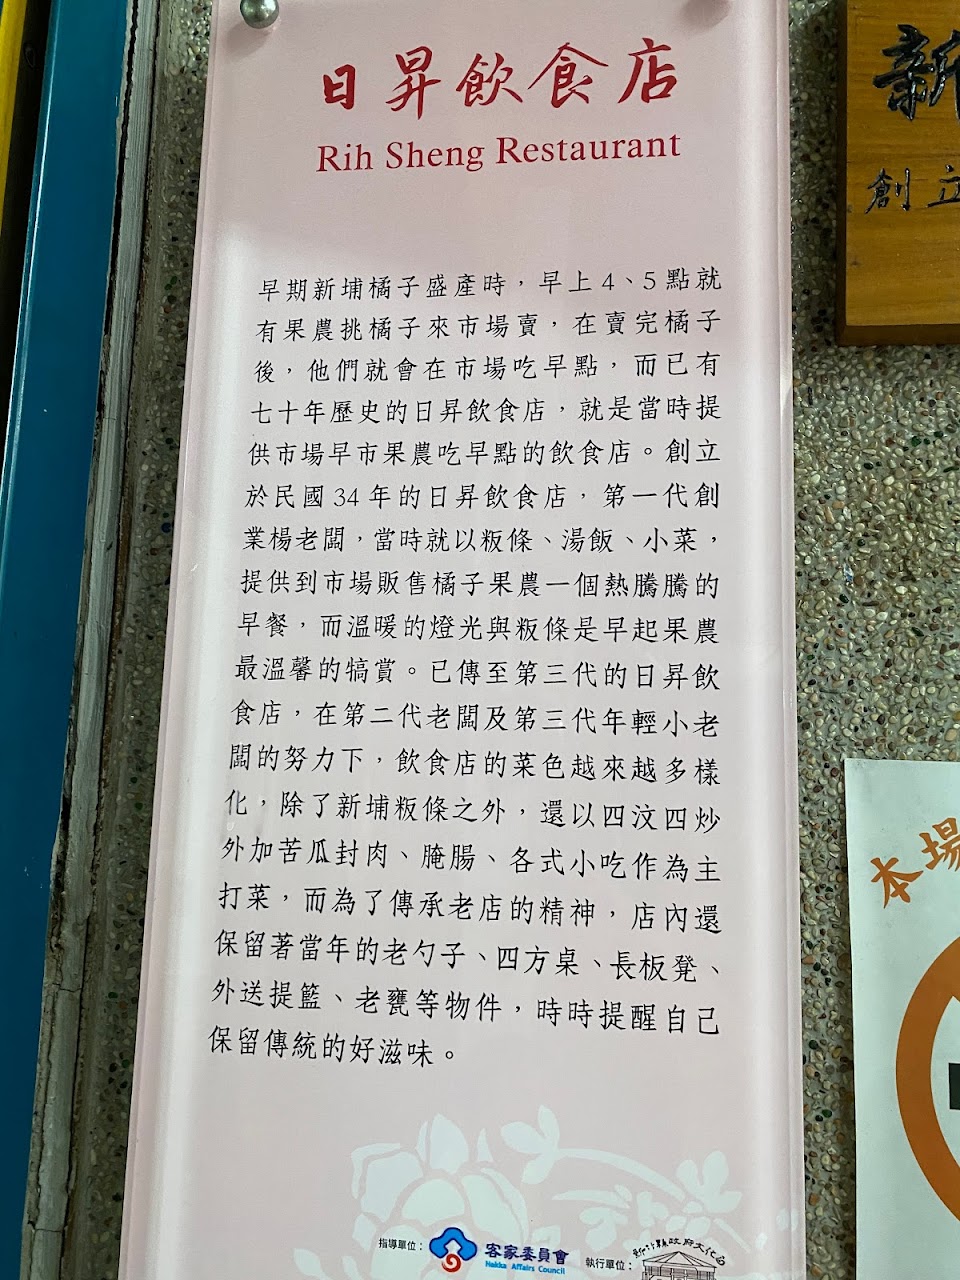 日昇飲食店
Rih Sheng Restaurant
早期新埔橘子盛產時，早上4、5點就
有果農挑橘子來市場賣，在賣完橘子
後，他們就會在市場吃早點，而已有
七十年歷史的日昇飲食店，就是當時提
供市場早市果農吃早點的飲食店。創立
於民國34年的日昇飲食店，第一代創
業楊老闆，當時就以粄條、湯飯、小菜，
提供到市場販售橘子果農一個熱騰騰的
早餐，而溫暖的燈光與粄條是早起果農
最溫馨的犒賞。已傳至第三代的日昇飲
食店，在第二代老闆及第三代年輕小老
闆的努力下，飲食店的菜色越來越多樣
化，除了新埔粄條之外，還以四炆四炒
外加苦瓜封肉、腌腸、各式小吃作為主
打菜，而為了傳承老店的精神，店內還
保留著當年的老勺子、四方桌、長板凳、
外送提籃、老甕等物件，時時提醒自己
保留傳統的好滋味。
指導單位：
客家委員會
Hakka Affairs Council
執行單位：
新竹縣政府文化局
新
創立
本場